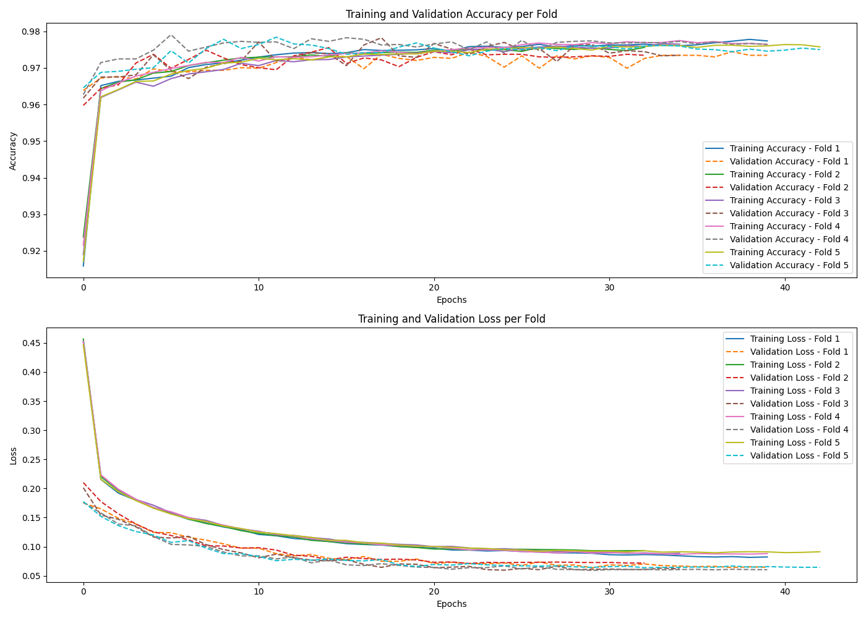 Training and Validation Accuracy per Fold
0.98
0.97
0.96
0.95
0.94
0.93
0.92
Accuracy
0
10
20
30
40
Epochs
Training Accuracy - Fold 1
Validation Accuracy - Fold 1
Training Accuracy - Fold 2
Validation Accuracy - Fold 2
Training Accuracy - Fold 3
Validation Accuracy - Fold 3
Training Accuracy - Fold 4
Validation Accuracy - Fold 4
Training Accuracy - Fold 5
Validation Accuracy - Fold 5
Training and Validation Loss per Fold
0.45
0.40
0.35
0.30
0.25
0.20
0.15
0.10
0.05
Loss
0
10
20
30
40
Epochs
Training Loss - Fold 1
Validation Loss - Fold 1
Training Loss - Fold 2
Validation Loss - Fold 2
Training Loss - Fold 3
Validation Loss - Fold 3
Training Loss - Fold 4
Validation Loss - Fold 4
Training Loss - Fold 5
Validation Loss - Fold 5